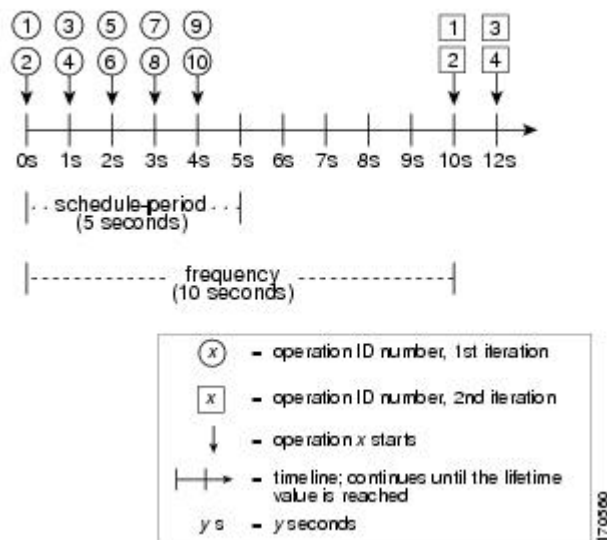 1 3 5 7 9 1 3
2 4 6 8 10 2 4
0s 1s 2s 3s 4s 5s 6s 7s 8s 9s 10s 12s
schedule-period
(5 seconds)
frequency
(10 seconds)
x = operation ID number, 1st iteration
x = operation ID number, 2nd iteration
= operation x starts
= timeline; continues until the lifetime
value is reached
y s = y seconds
170560